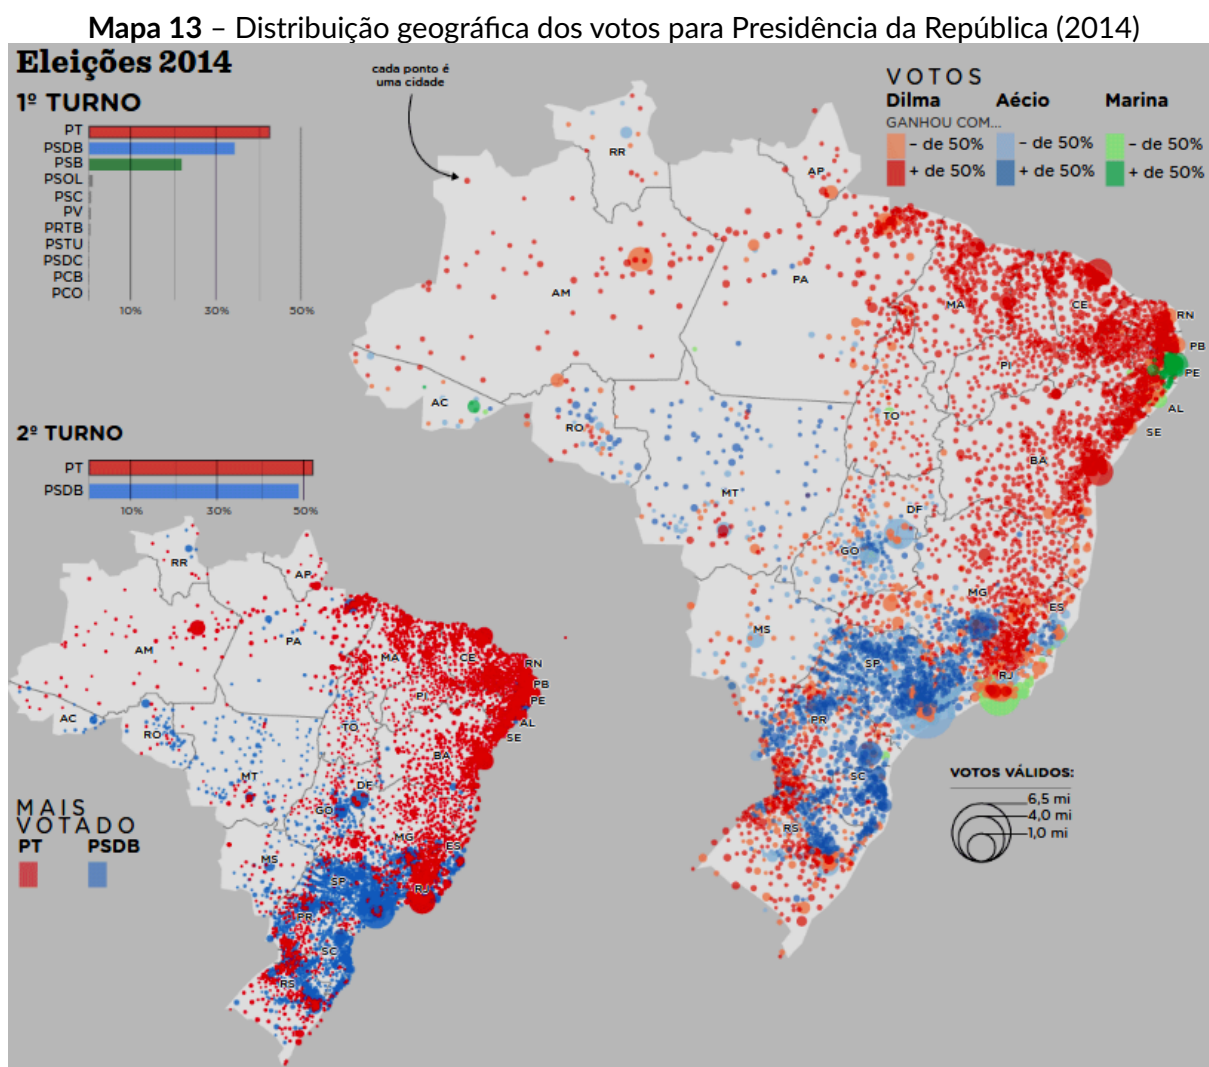 Mapa 13 – Distribuição geográfica dos votos para Presidência da República (2014)
Eleições 2014
1º TURNO
PT
PSDB
PSB
PSOL
PSC
PV
PRTB
PSTU
PSDC
PCB
PCO
10% 30% 50%
cada ponto é
uma cidade
VOTOS
Dilma Aécio Marina
GANHOU COM...
- de 50% - de 50% - de 50%
+ de 50% + de 50% + de 50%
RR
AP
AM
PA
MA
CE
RN
PB
PE
PI
AC
RO
TO
AL
SE
BA
MT
DF
GO
MG
ES
MS
SP
RJ
PR
SC
RS
VOTOS VÁLIDOS:
6,5 mi
4,0 mi
1,0 mi
2º TURNO
PT
PSDB
10% 30% 50%
RR
AP
AM
PA
MA
CE
RN
PB
PE
PI
AC
RO
TO
AL
SE
BA
MT
DF
GO
MG
ES
MS
SP
RJ
PR
SC
RS
MAIS
VOTADO
PT PSDB